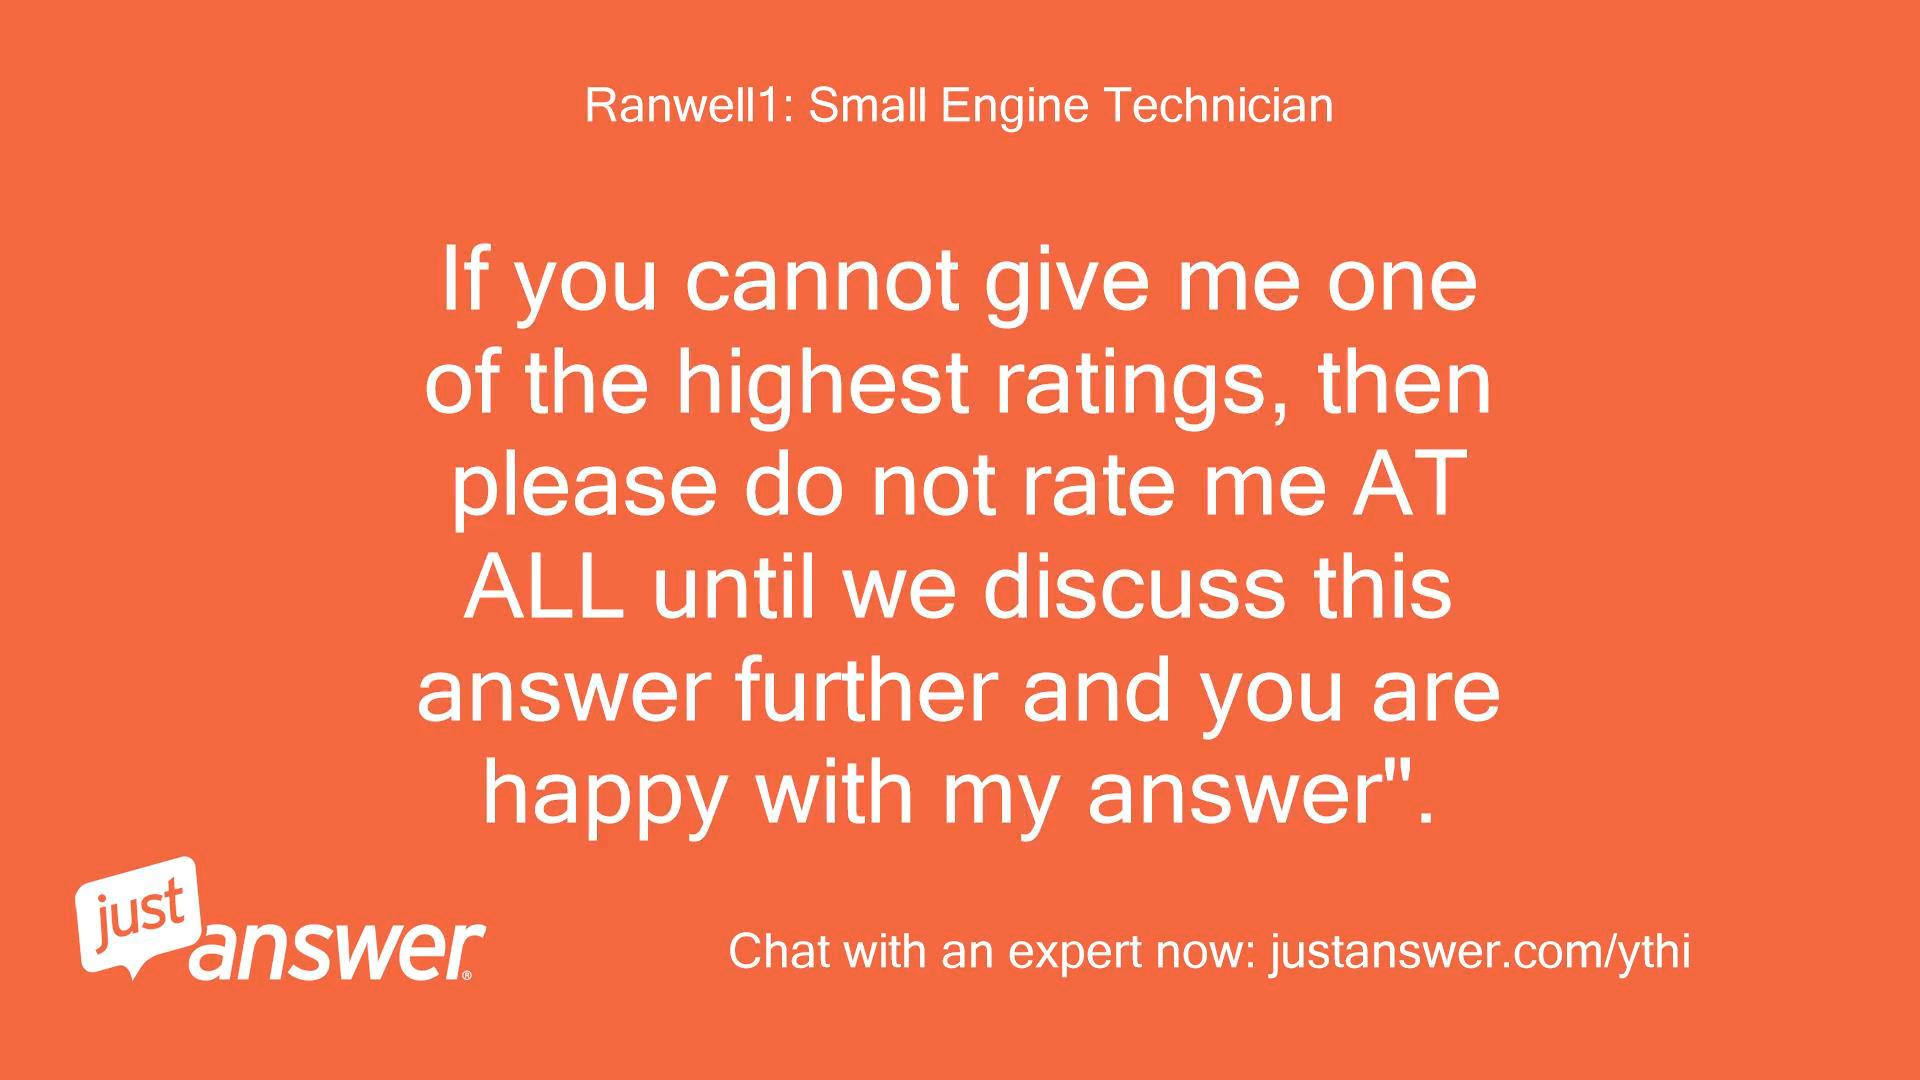 Ranwell1: Small Engine Technician
If you cannot give me one
of the highest ratings, then
please do not rate me AT
ALL until we discuss this
answer further and you are
happy with my answer".
just
answer®
Chat with an expert now: justanswer.com/ythi